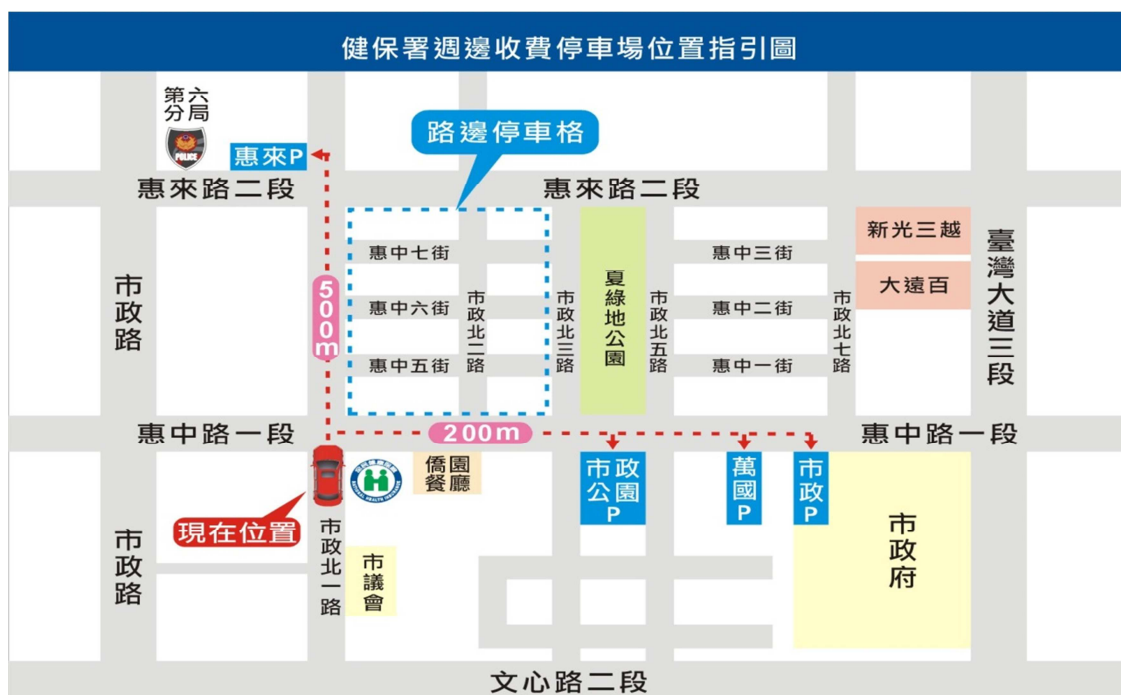 健保署週邊收費停車場位置指引圖
第六
分局
POLICE
惠來P
路邊停車格
惠來路二段
惠來路二段
市政路
500m
惠中七街
惠中六街
惠中五街
市政北二路
市政北三路
夏綠地公園
市政北五路
惠中三街
惠中二街
惠中一街
市政北七路
新光三越
大遠百
臺灣大道三段
惠中路一段
200m
惠中路一段
現在位置
NATIONAL HEALTH INSURANCE
僑園
餐廳
市政
公園
P
萬國P
市政P
市政府
市政路
市政北一路
市議會
文心路二段